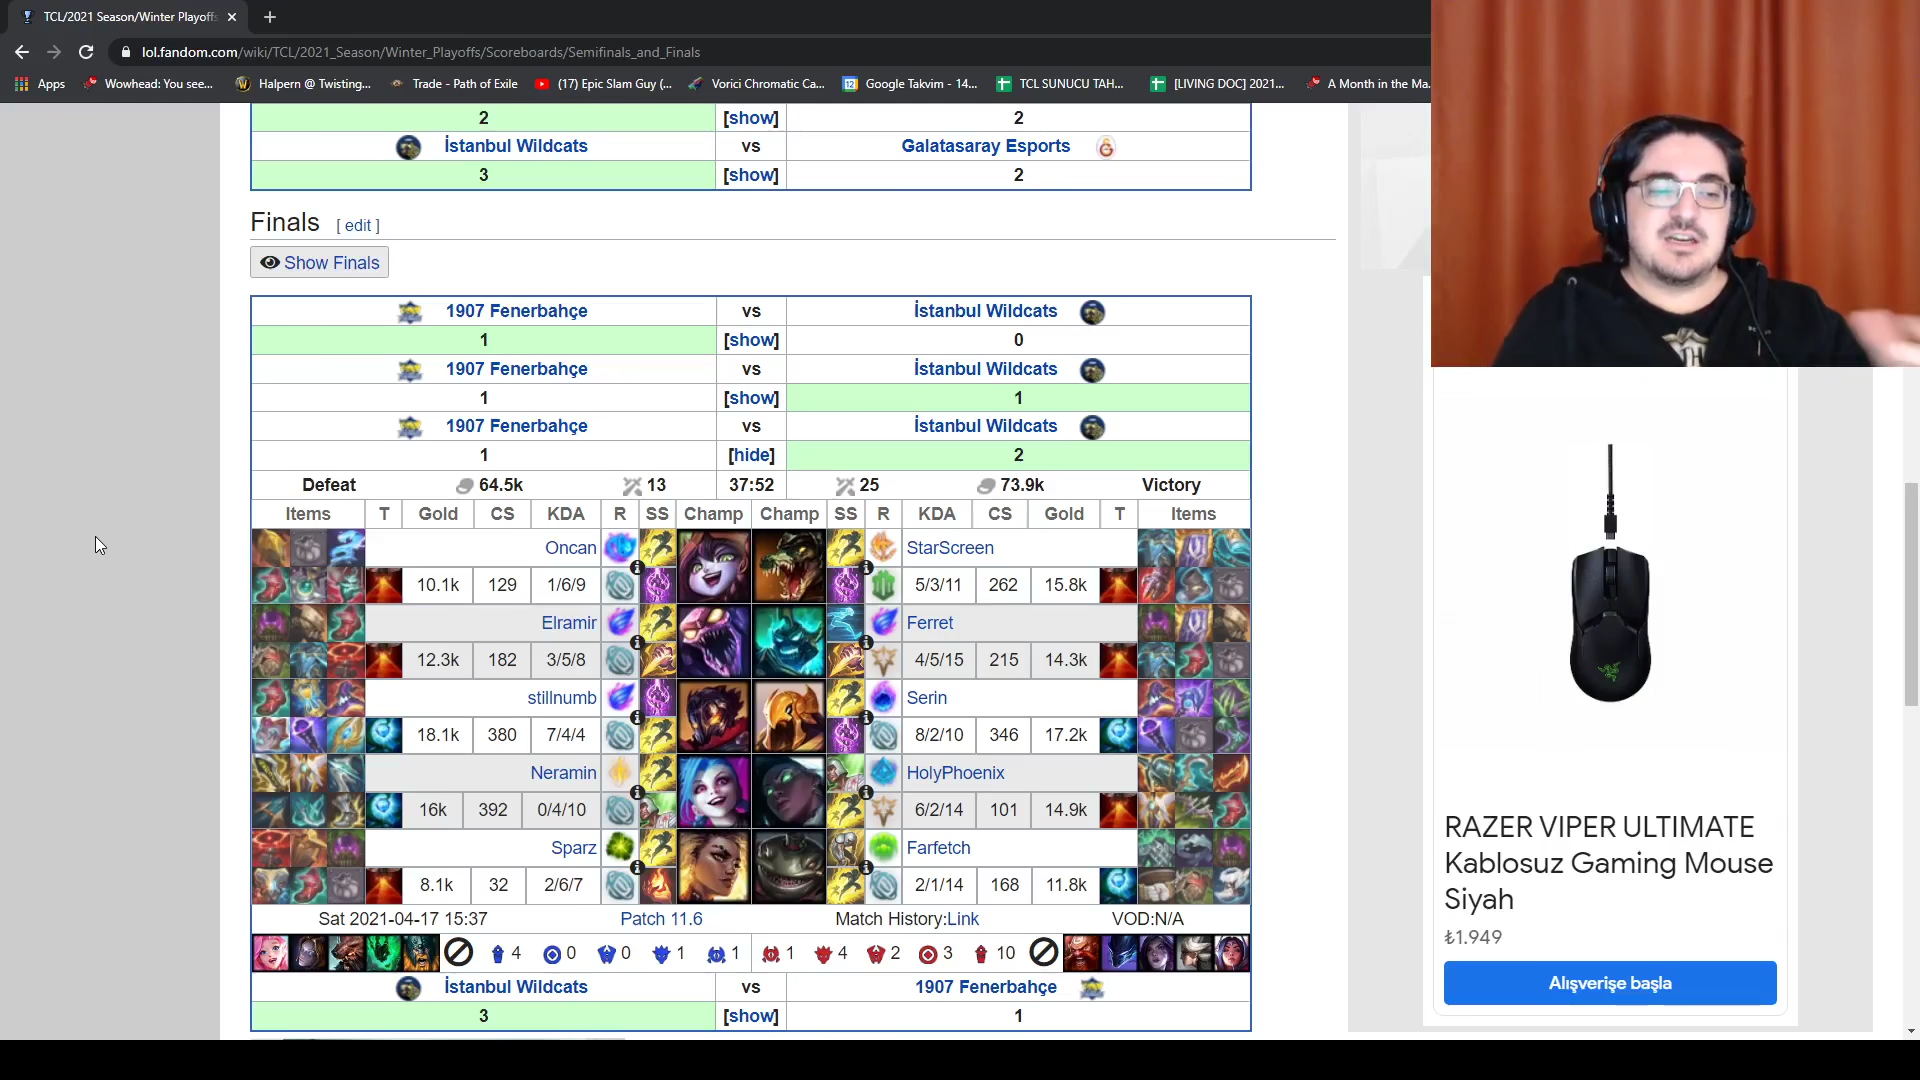 TCL/2021 Season/Winter Playoffs
lol.fandom.com/wiki/TCL/2021_Season/Winter_Playoffs/Scoreboards/Semifinals_and_Finals
Apps Wowhead: You see... Halpern @ Twisting... Trade - Path of Exile (17) Epic Slam Guy (... Vorici Chromatic Ca... Google Takvim - 14... TCL SUNUCU TAH... [LIVING DOC] 2021... A Month in the Ma...
2 [show] 2
İstanbul Wildcats vs Galatasaray Esports
3 [show] 2
Finals [ edit ]
Show Finals
1907 Fenerbahçe vs İstanbul Wildcats
1 [show] 0
1907 Fenerbahçe vs İstanbul Wildcats
1 [show] 1
1907 Fenerbahçe vs İstanbul Wildcats
1 [hide] 2
Defeat 64.5k 13 37:52 25 73.9k Victory
Items T Gold CS KDA R SS Champ Champ SS R KDA CS Gold T Items
Oncan StarScreen
10.1k 129 1/6/9 5/3/11 262 15.8k
Elramir Ferret
12.3k 182 3/5/8 4/5/15 215 14.3k
stillnumb Serin
18.1k 380 7/4/4 8/2/10 346 17.2k
Neramin HolyPhoenix
16k 392 0/4/10 6/2/14 101 14.9k
Sparz Farfetch
8.1k 32 2/6/7 2/1/14 168 11.8k
Sat 2021-04-17 15:37 Patch 11.6 Match History:Link VOD:N/A
4 0 0 1 1 1 4 2 3 10
İstanbul Wildcats vs 1907 Fenerbahçe
3 [show] 1
RAZER VIPER ULTIMATE
Kablosuz Gaming Mouse
Siyah
₺1.949
Alışverişe başla